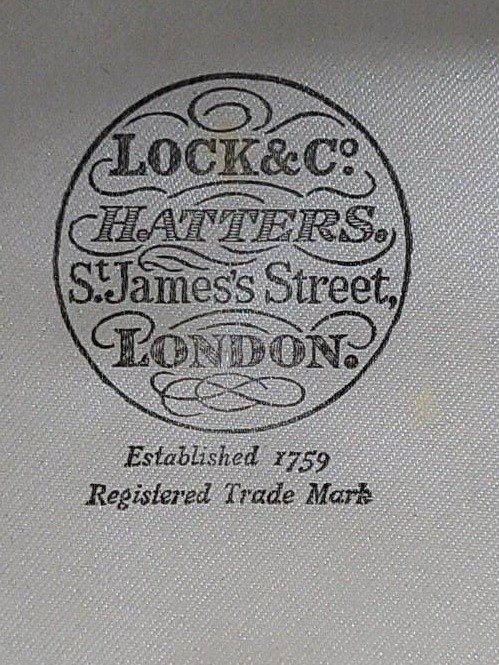 LOCK & Cº.
HATTERS.
St. James's Street,
LONDON.
Established 1759
Registered Trade Mark